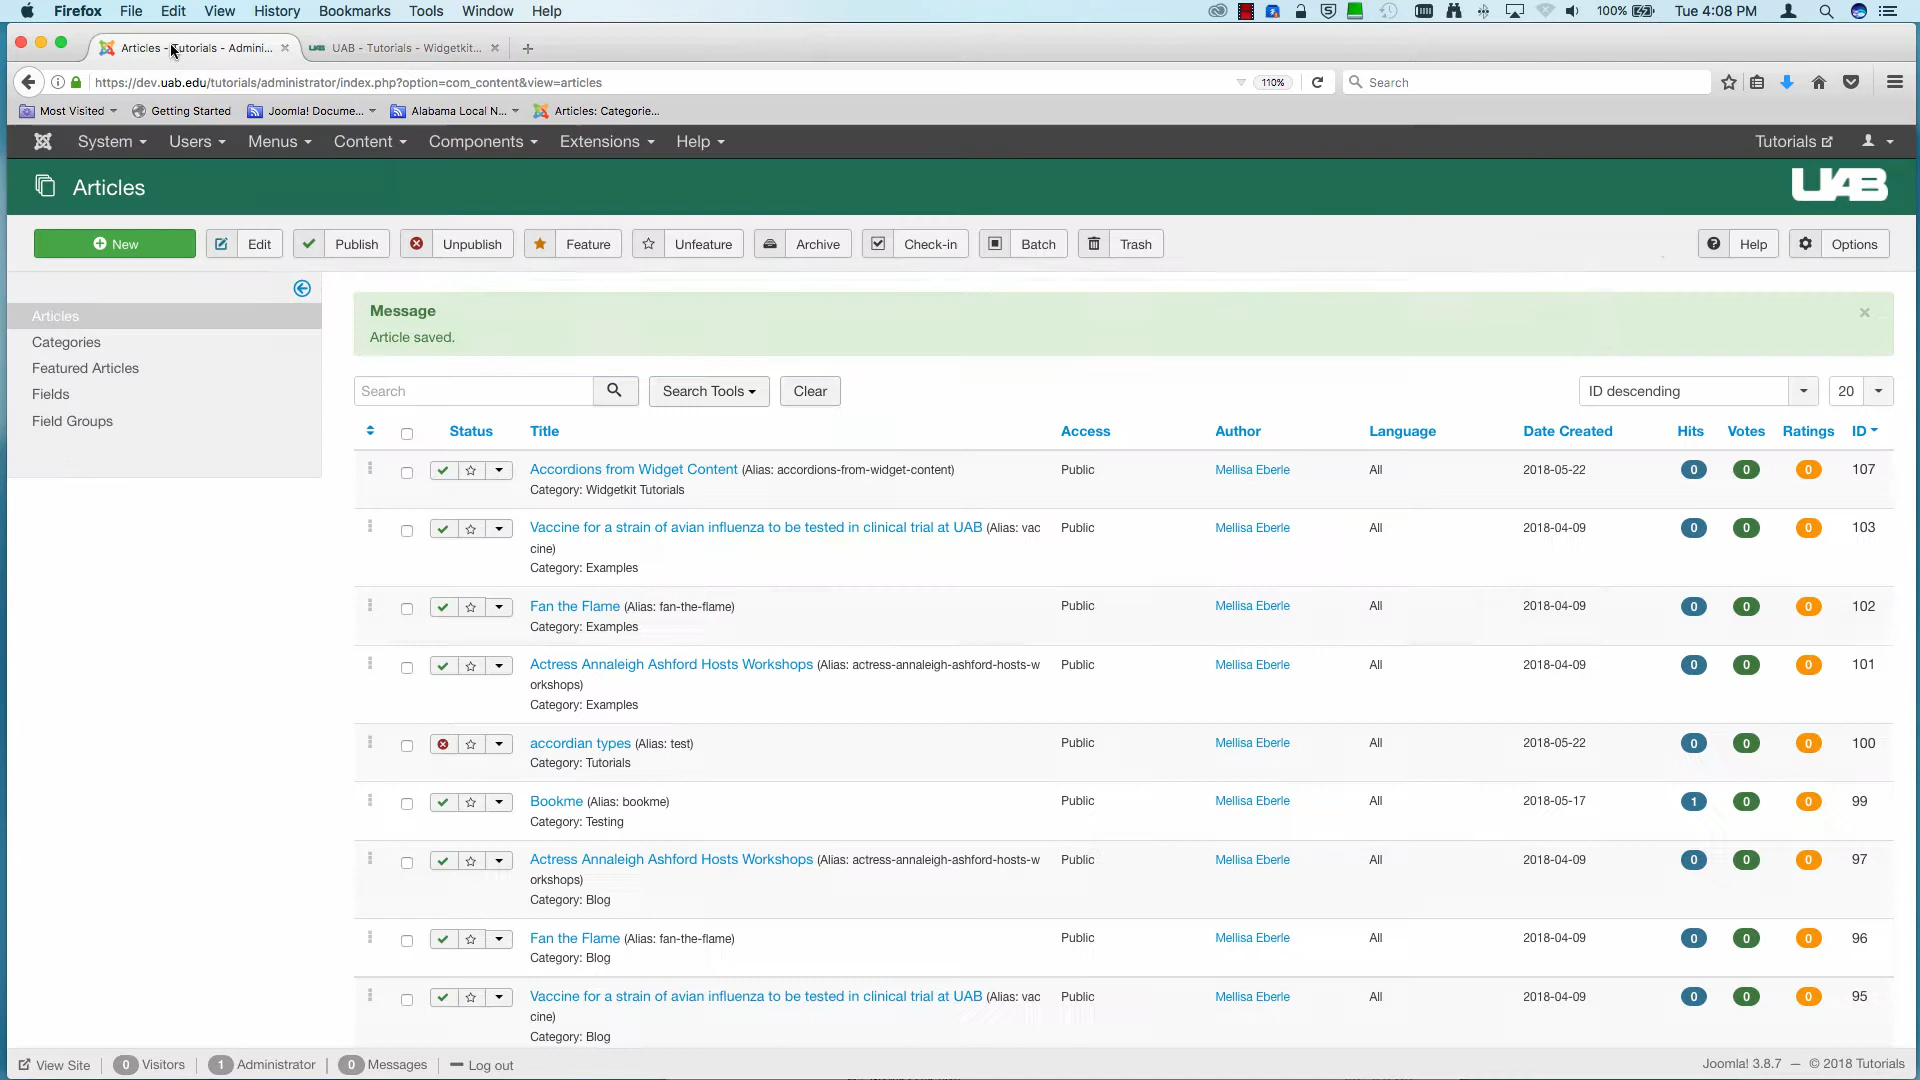 Firefox File Edit View History Bookmarks Tools Window Help 100% Tue 4:08 PM
Articles - Tutorials - Admini... UAB - Tutorials - Widgetkit...
https://dev.uab.edu/tutorials/administrator/index.php?option=com_content&view=articles 110% Search
Most Visited Getting Started Joomla! Docume... Alabama Local N... Articles: Categorie...
System Users Menus Content Components Extensions Help Tutorials
Articles UAB
New Edit Publish Unpublish Feature Unfeature Archive Check-in Batch Trash Help Options
Articles
Categories
Featured Articles
Fields
Field Groups
Message
Article saved.
Search Search Tools Clear ID descending 20
Status Title Access Author Language Date Created Hits Votes Ratings ID
Accordions from Widget Content (Alias: accordions-from-widget-content) Public Mellisa Eberle All 2018-05-22 0 0 0 107
Category: Widgetkit Tutorials
Vaccine for a strain of avian influenza to be tested in clinical trial at UAB (Alias: vac Public Mellisa Eberle All 2018-04-09 0 0 0 103
cine)
Category: Examples
Fan the Flame (Alias: fan-the-flame) Public Mellisa Eberle All 2018-04-09 0 0 0 102
Category: Examples
Actress Annaleigh Ashford Hosts Workshops (Alias: actress-annaleigh-ashford-hosts-w Public Mellisa Eberle All 2018-04-09 0 0 0 101
orkshops)
Category: Examples
accordian types (Alias: test) Public Mellisa Eberle All 2018-05-22 0 0 0 100
Category: Tutorials
Bookme (Alias: bookme) Public Mellisa Eberle All 2018-05-17 1 0 0 99
Category: Testing
Actress Annaleigh Ashford Hosts Workshops (Alias: actress-annaleigh-ashford-hosts-w Public Mellisa Eberle All 2018-04-09 0 0 0 97
orkshops)
Category: Blog
Fan the Flame (Alias: fan-the-flame) Public Mellisa Eberle All 2018-04-09 0 0 0 96
Category: Blog
Vaccine for a strain of avian influenza to be tested in clinical trial at UAB (Alias: vac Public Mellisa Eberle All 2018-04-09 0 0 0 95
cine)
Category: Blog
View Site 0 Visitors 1 Administrator 0 Messages Log out Joomla! 3.8.7 — © 2018 Tutorials